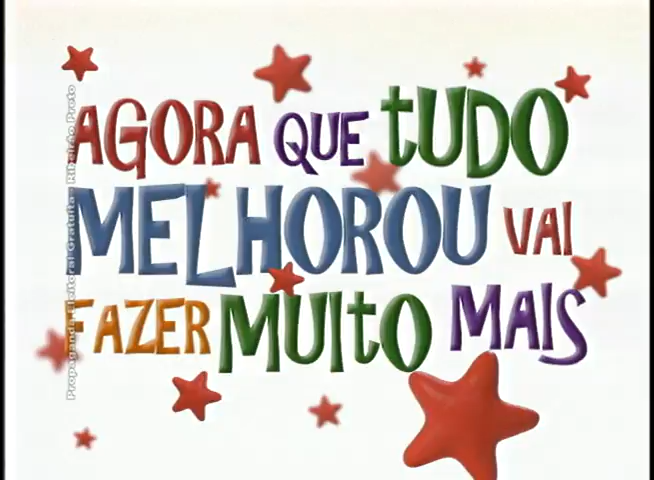 AGORA QUE tUDO
MELHOROU VAI
FAZER MUItO MAIS
Propaganda Eleitoral Gratuita - Ribeirão Preto